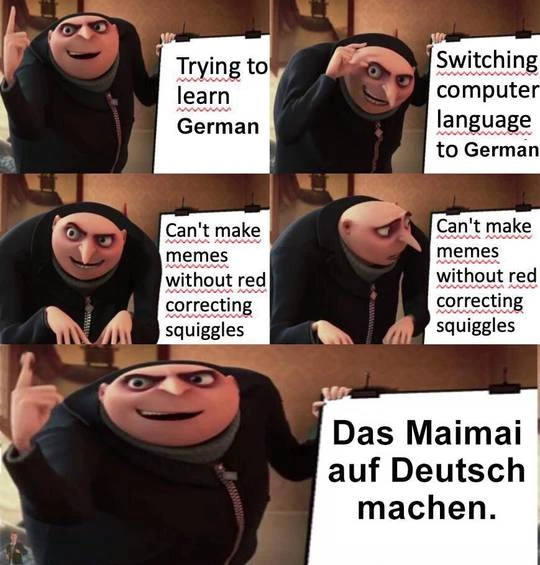 Trying to
learn
German
Switching
computer
language
to German
Can't make
memes
without red
correcting
squiggles
Can't make
memes
without red
correcting
squiggles
Das Maimai
auf Deutsch
machen.